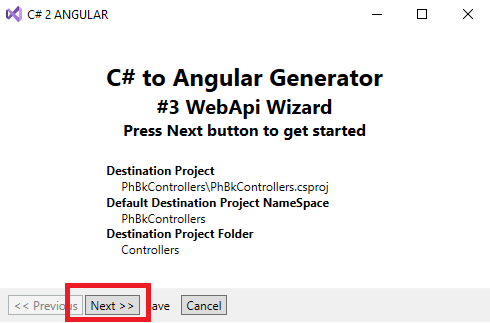 C# 2 ANGULAR
C# to Angular Generator
#3 WebApi Wizard
Press Next button to get started
Destination Project
PhBkControllers\PhBkControllers.csproj
Default Destination Project NameSpace
PhBkControllers
Destination Project Folder
Controllers
<< Previous Next >> ave Cancel